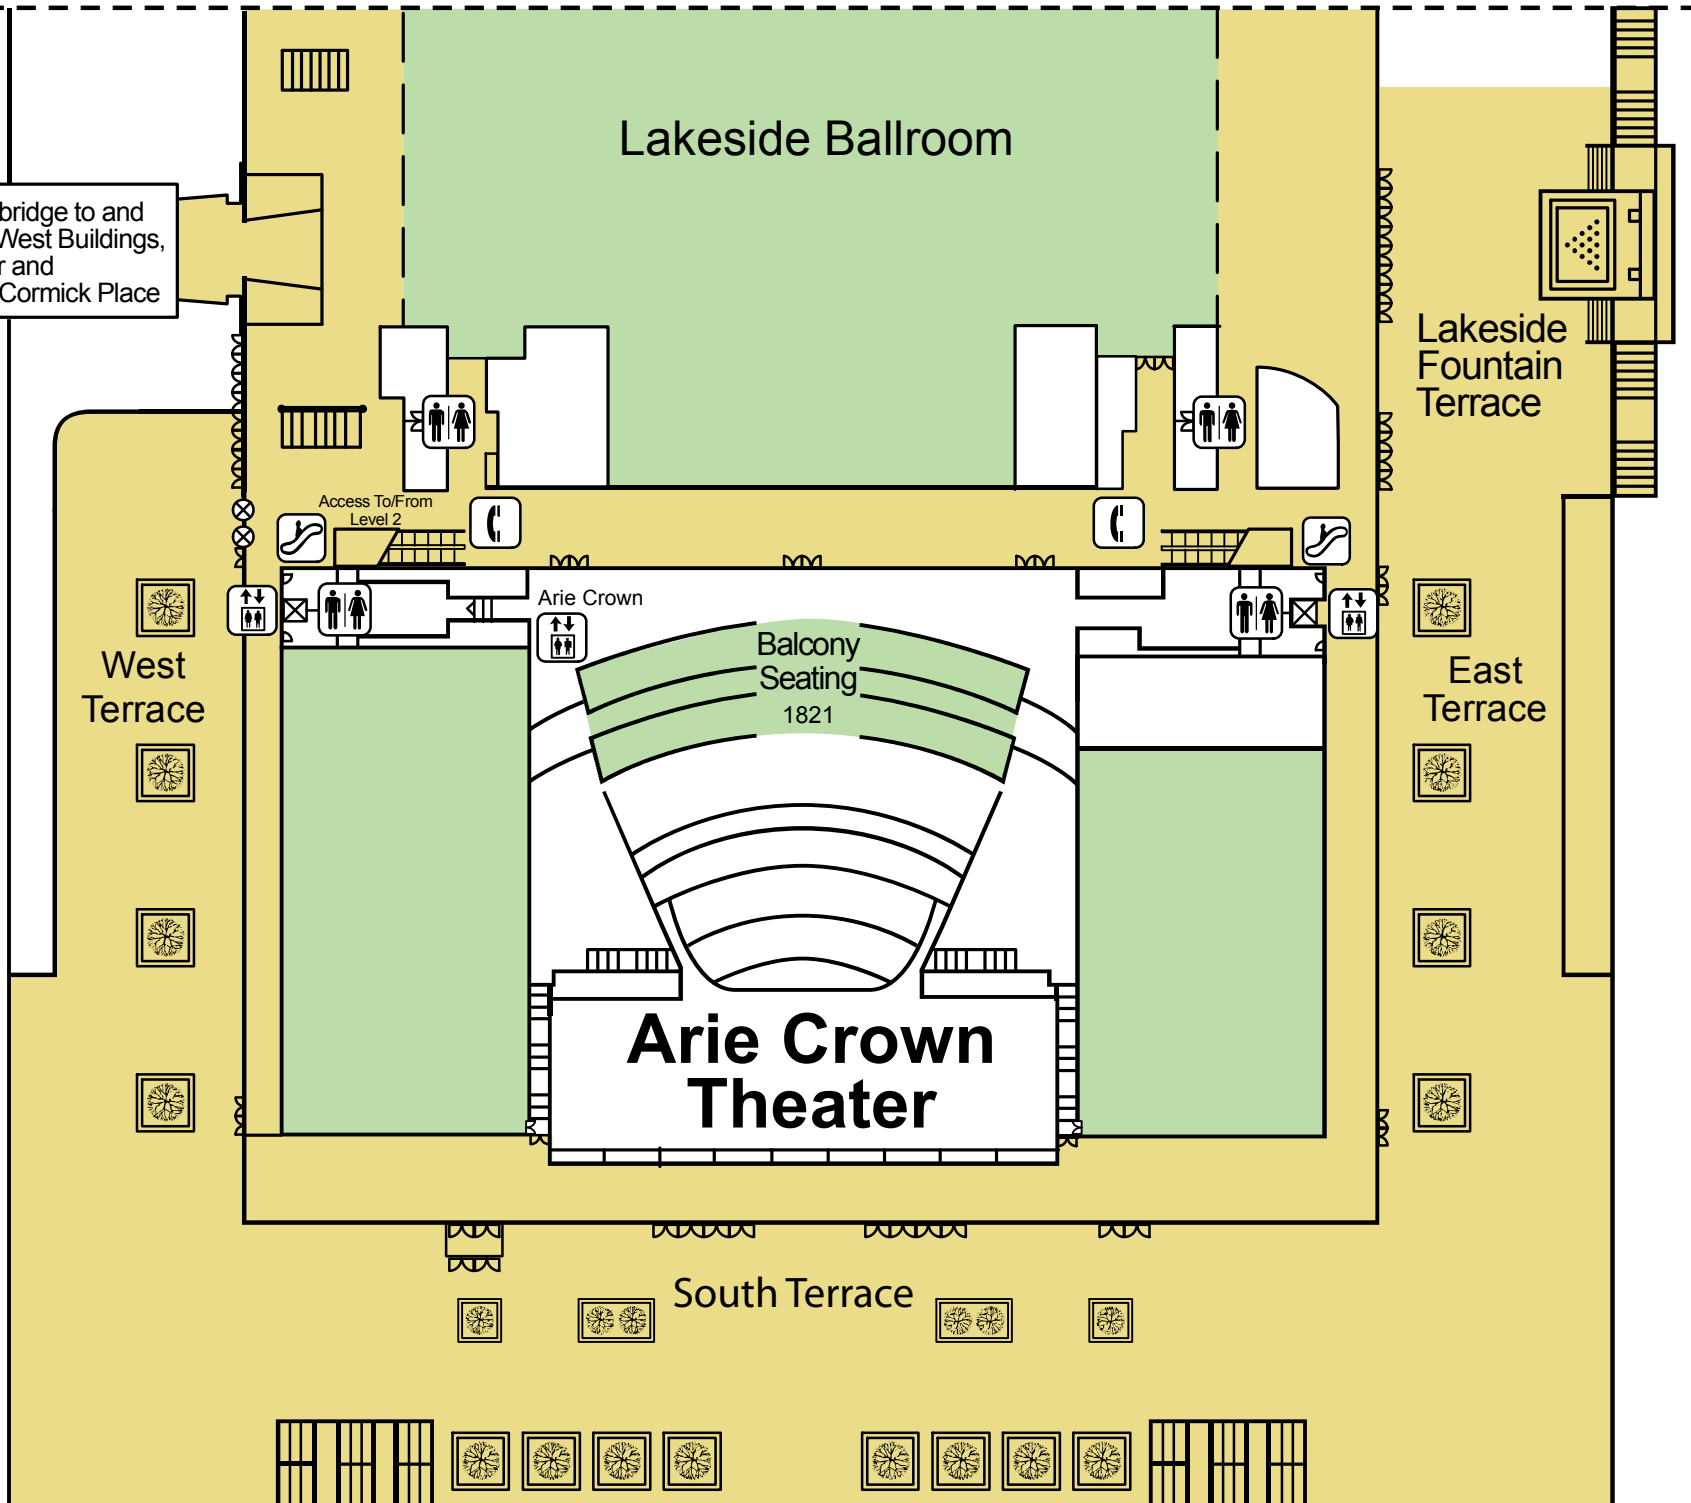 Lakeside Ballroom
bridge to and
West Buildings,
r and
Cormick Place
Lakeside
Fountain
Terrace
Access To/From
Level 2
Arie Crown
Balcony
Seating
1821
West
Terrace
East
Terrace
Arie Crown
Theater
South Terrace